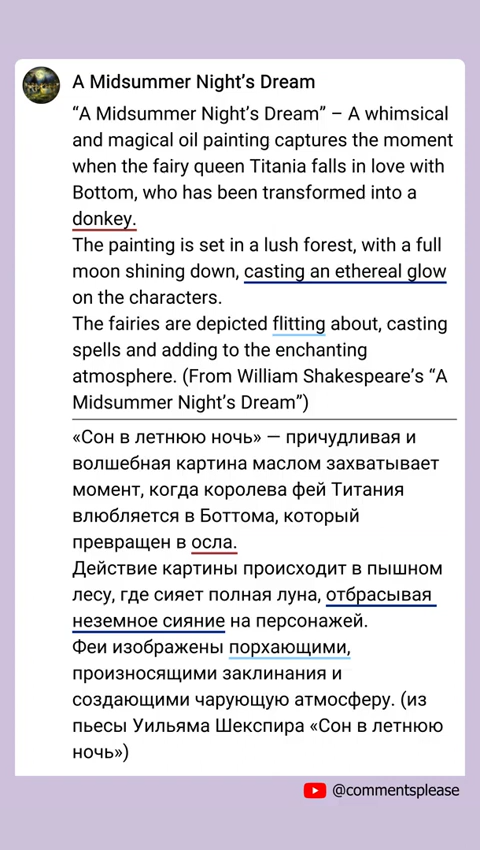 A Midsummer Night’s Dream
“A Midsummer Night’s Dream” – A whimsical
and magical oil painting captures the moment
when the fairy queen Titania falls in love with
Bottom, who has been transformed into a
donkey.
The painting is set in a lush forest, with a full
moon shining down, casting an ethereal glow
on the characters.
The fairies are depicted flitting about, casting
spells and adding to the enchanting
atmosphere. (From William Shakespeare’s “A
Midsummer Night’s Dream”)
«Сон в летнюю ночь» — причудливая и
волшебная картина маслом захватывает
момент, когда королева фей Титания
влюбляется в Боттома, который
превращен в осла.
Действие картины происходит в пышном
лесу, где сияет полная луна, отбрасывая
неземное сияние на персонажей.
Феи изображены порхающими,
произносящими заклинания и
создающими чарующую атмосферу. (из
пьесы Уильяма Шекспира «Сон в летнюю
ночь»)
@commentsplease